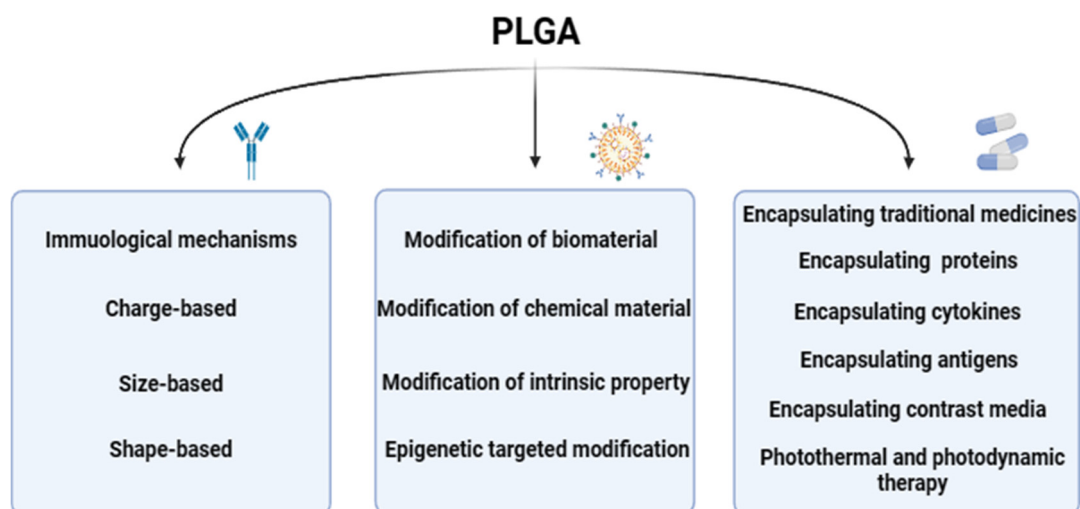 PLGA
Immuological mechanisms
Charge-based
Size-based
Shape-based
Modification of biomaterial
Modification of chemical material
Modification of intrinsic property
Epigenetic targeted modification
Encapsulating traditional medicines
Encapsulating proteins
Encapsulating cytokines
Encapsulating antigens
Encapsulating contrast media
Photothermal and photodynamic
therapy